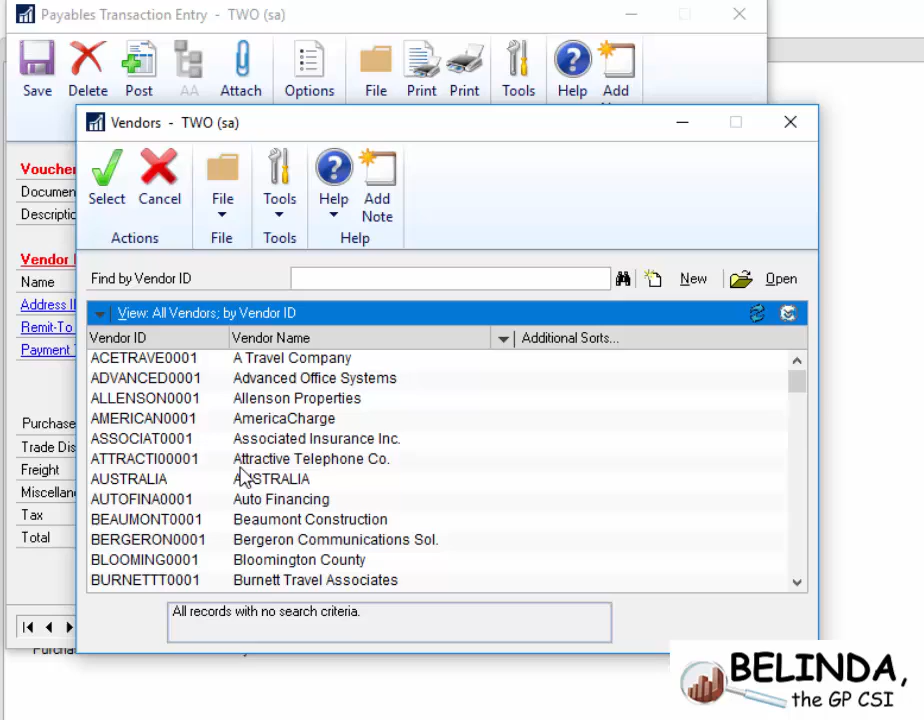 Payables Transaction Entry - TWO (sa)
Save Delete Post AA Attach Options File Print Print Tools Help Add
Vendors - TWO (sa)
Select Cancel File Tools Help Add Note
Actions File Tools Help
Voucher
Documen
Descriptio
Vendor
Name
Address I
Remit-To
Payment
Purchase
Trade Dis
Freight
Miscellan
Tax
Total
Find by Vendor ID
New Open
View: All Vendors; by Vendor ID
Vendor ID Vendor Name Additional Sorts...
ACETRAVE0001 A Travel Company
ADVANCED0001 Advanced Office Systems
ALLENSON0001 Allenson Properties
AMERICAN0001 AmericaCharge
ASSOCIAT0001 Associated Insurance Inc.
ATTRACTI00001 Attractive Telephone Co.
AUSTRALIA AUSTRALIA
AUTOFINA0001 Auto Financing
BEAUMONT0001 Beaumont Construction
BERGERON0001 Bergeron Communications Sol.
BLOOMING0001 Bloomington County
BURNETTT0001 Burnett Travel Associates
All records with no search criteria.
BELINDA,
the GP CSI